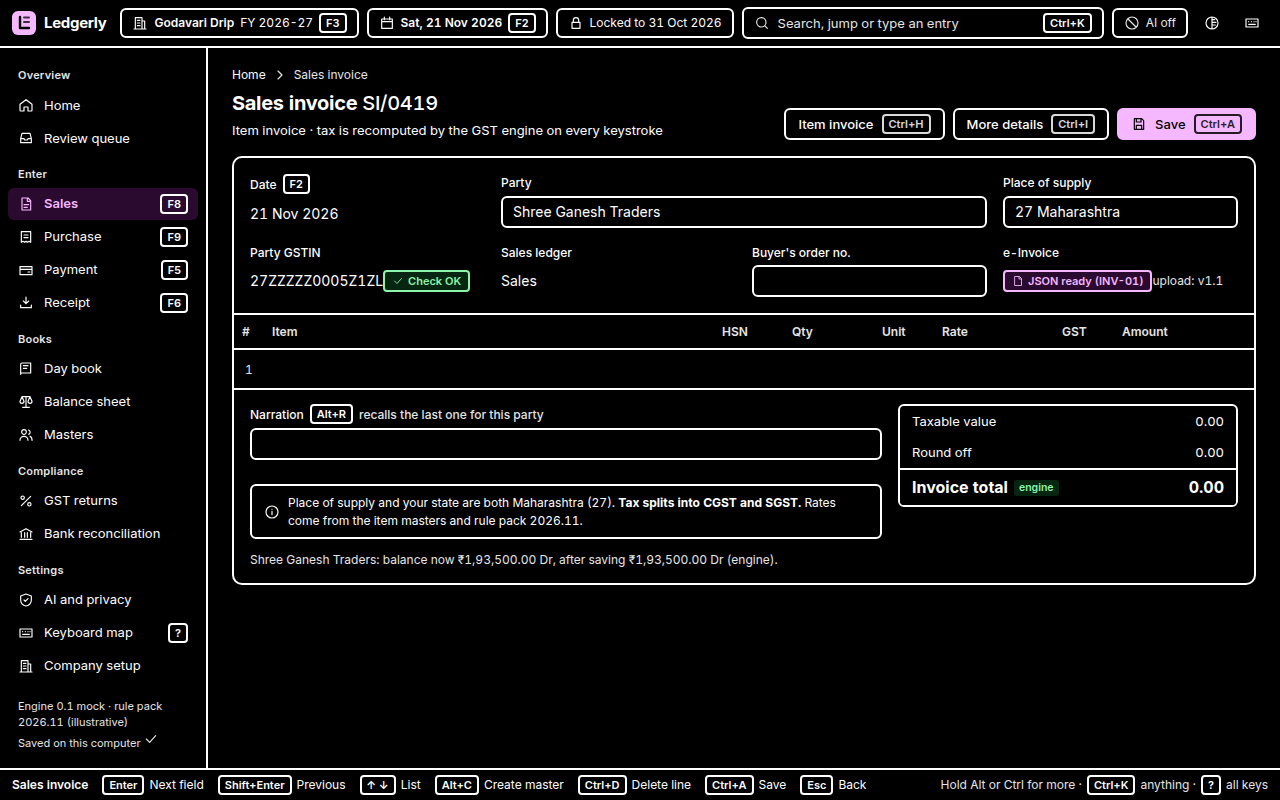 Ledgerly
Godavari Drip FY 2026-27 F3
Sat, 21 Nov 2026 F2
Locked to 31 Oct 2026
Search, jump or type an entry Ctrl+K
AI off
Overview
Home
Review queue
Enter
Sales F8
Purchase F9
Payment F5
Receipt F6
Books
Day book
Balance sheet
Masters
Compliance
GST returns
Bank reconciliation
Settings
AI and privacy
Keyboard map ?
Company setup
Engine 0.1 mock · rule pack
2026.11 (illustrative)
Saved on this computer
Home Sales invoice
Sales invoice SI/0419
Item invoice · tax is recomputed by the GST engine on every keystroke
Item invoice Ctrl+H
More details Ctrl+I
Save Ctrl+A
Date F2 Party Place of supply
21 Nov 2026 Shree Ganesh Traders 27 Maharashtra
Party GSTIN Sales ledger Buyer's order no. e-Invoice
27ZZZZZ0005Z1ZL Check OK Sales JSON ready (INV-01) upload: v1.1
# Item HSN Qty Unit Rate GST Amount
1
Narration Alt+R recalls the last one for this party
Place of supply and your state are both Maharashtra (27). Tax splits into CGST and SGST. Rates
come from the item masters and rule pack 2026.11.
Shree Ganesh Traders: balance now ₹1,93,500.00 Dr, after saving ₹1,93,500.00 Dr (engine).
Taxable value 0.00
Round off 0.00
Invoice total engine 0.00
Sales invoice Enter Next field Shift+Enter Previous ↑ ↓ List Alt+C Create master Ctrl+D Delete line Ctrl+A Save Esc Back Hold Alt or Ctrl for more · Ctrl+K anything · ? all keys